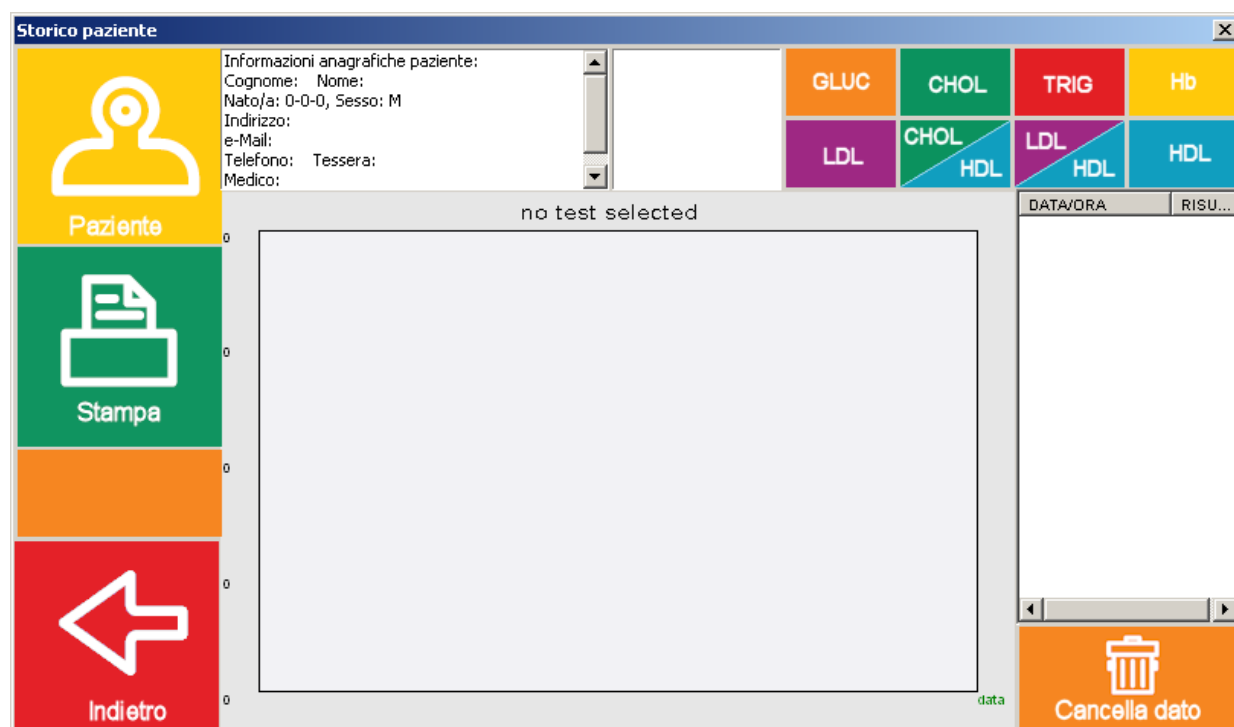 Storico paziente
Informazioni anagrafiche paziente:
Cognome: Nome:
Nato/a: 0-0-0, Sesso: M
Indirizzo:
e-Mail:
Telefono: Tessera:
Medico:
GLUC
CHOL
TRIG
Hb
LDL
CHOL HDL
LDL HDL
HDL
Paziente
Stampa
Indietro
no test selected
0
0
0
0
0
data
DATA/ORA RISU...
Cancella dato